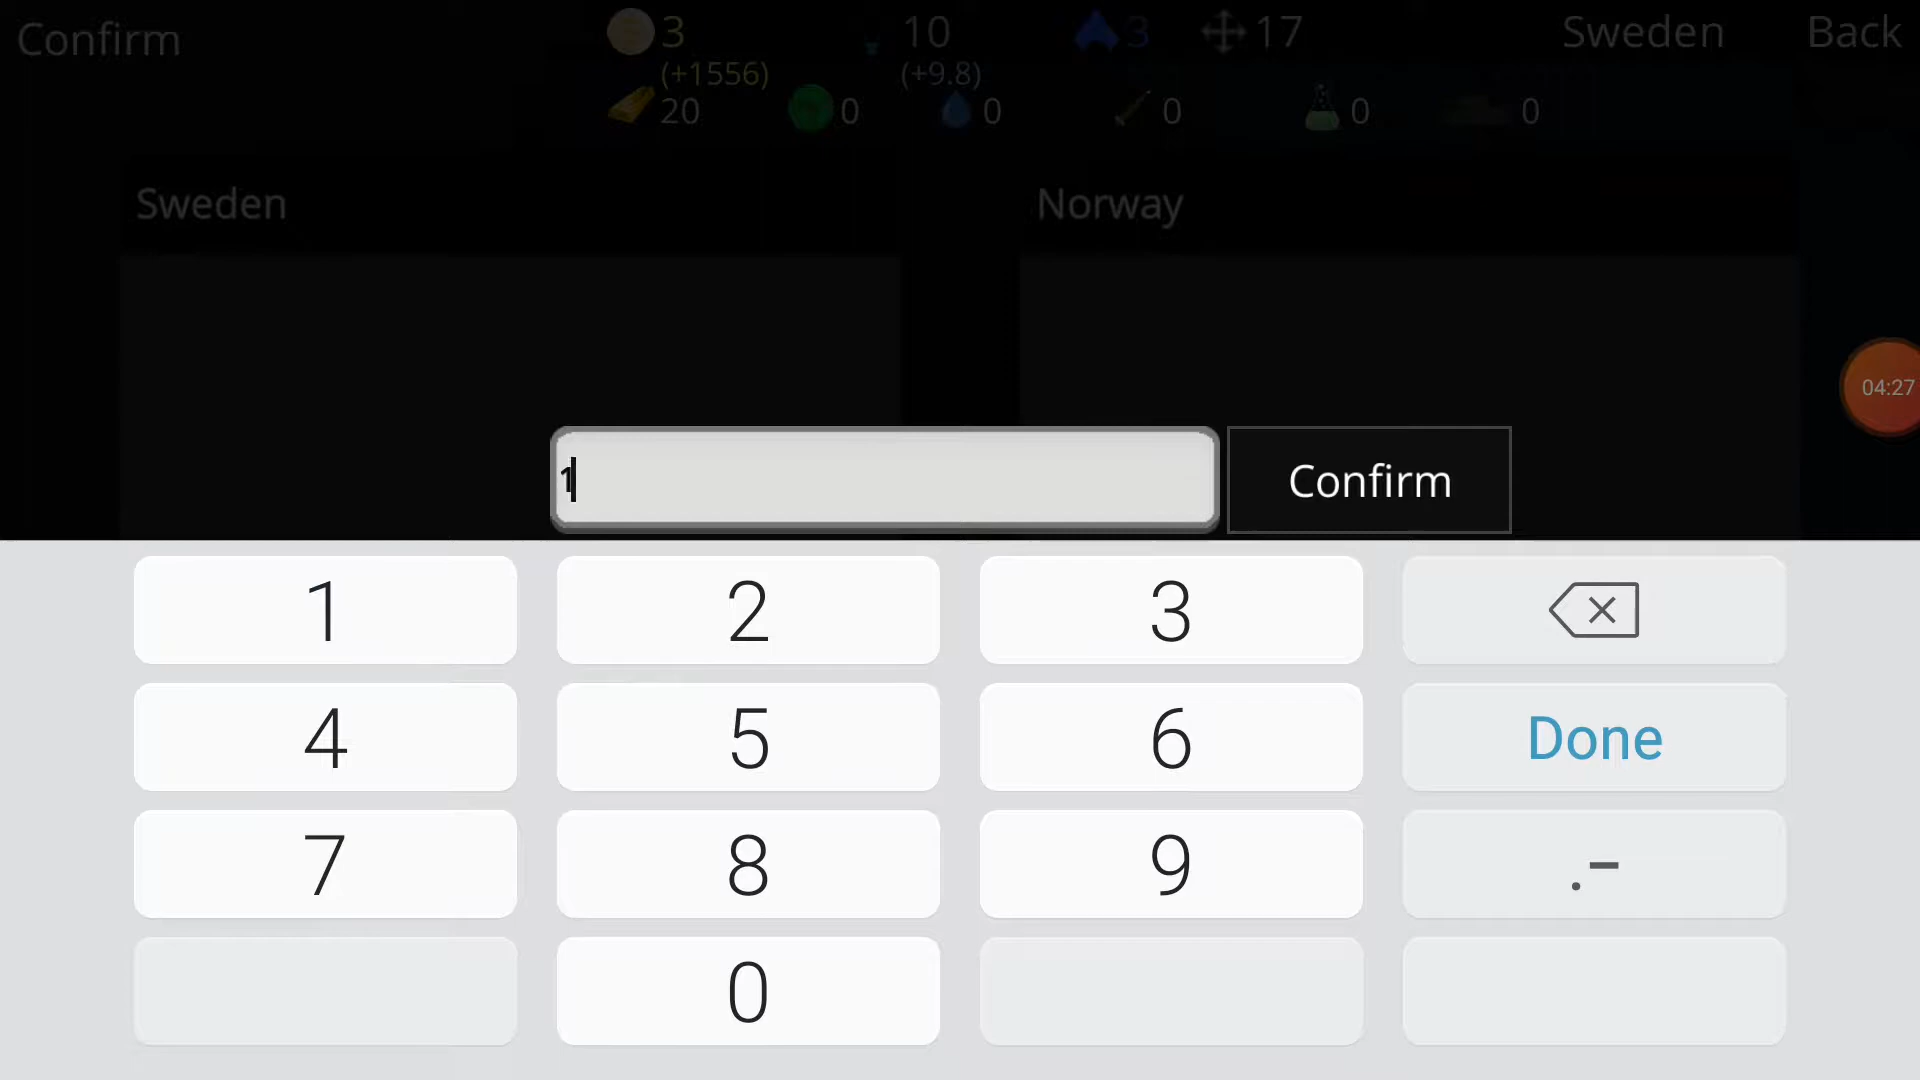 Confirm 3 10 3 17 Sweden Back
(+1556) (+9.8)
20 0 0 0 0 0
Sweden Norway
04:27
1 Confirm
1 2 3
4 5 6 Done
7 8 9 .-
0